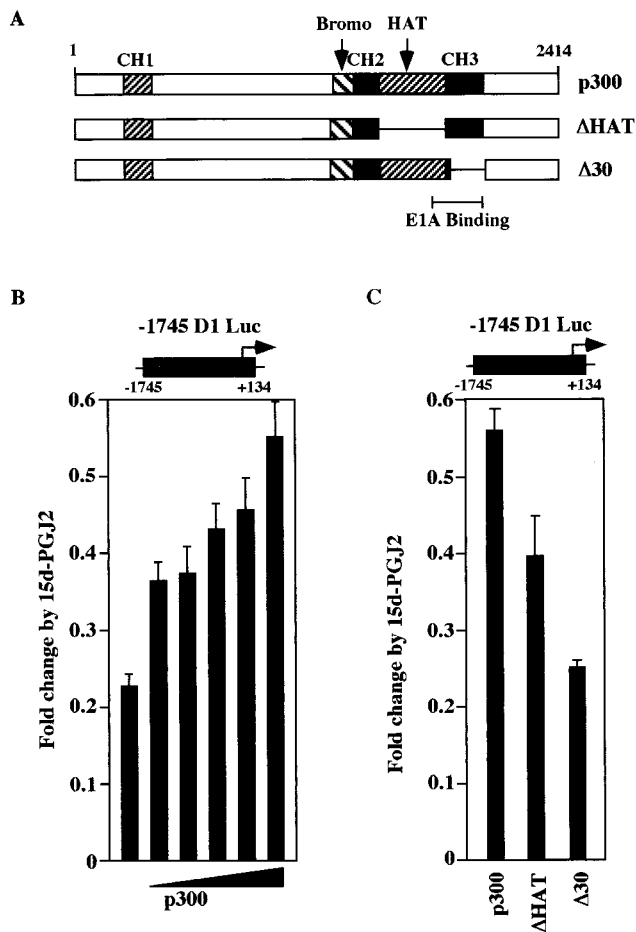 A
Bromo HAT
1 CH1 CH2 CH3 2414
p300
ΔHAT
Δ30
E1A Binding
B
-1745 D1 Luc
-1745 +134
Fold change by 15d-PGJ2
0.6
0.5
0.4
0.3
0.2
0.1
0
p300
C
-1745 D1 Luc
-1745 +134
Fold change by 15d-PGJ2
0.6
0.5
0.4
0.3
0.2
0.1
0
p300
ΔHAT
Δ30